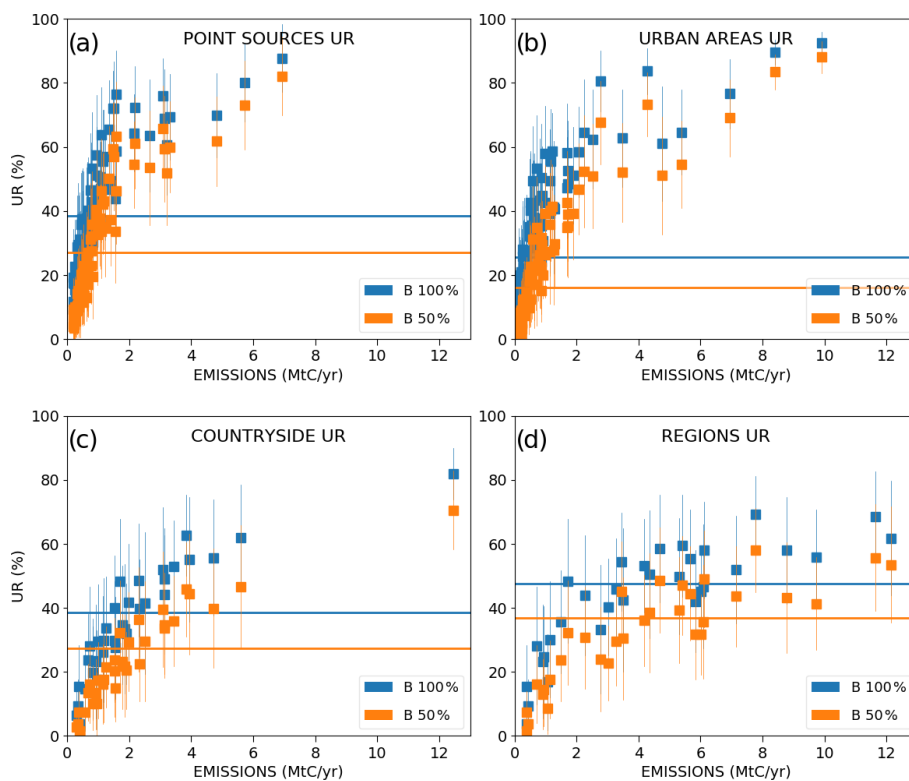 (a) POINT SOURCES UR
100
80
60
40
20
0
UR (%)
B 100%
B 50%
0 2 4 6 8 10 12
EMISSIONS (MtC/yr)
(b) URBAN AREAS UR
100
80
60
40
20
0
B 100%
B 50%
0 2 4 6 8 10 12
EMISSIONS (MtC/yr)
(c) COUNTRYSIDE UR
100
80
60
40
20
0
UR (%)
B 100%
B 50%
0 2 4 6 8 10 12
EMISSIONS (MtC/yr)
(d) REGIONS UR
100
80
60
40
20
0
B 100%
B 50%
0 2 4 6 8 10 12
EMISSIONS (MtC/yr)